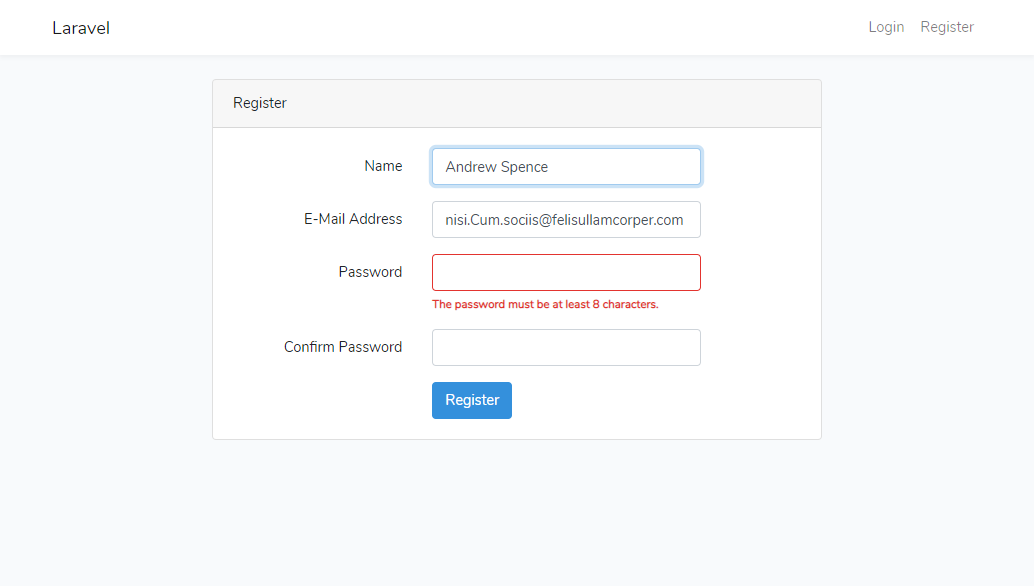 Laravel
Login Register
Register
Name Andrew Spence
E-Mail Address nisi.Cum.sociis@felisullamcorper.com
Password
The password must be at least 8 characters.
Confirm Password
Register